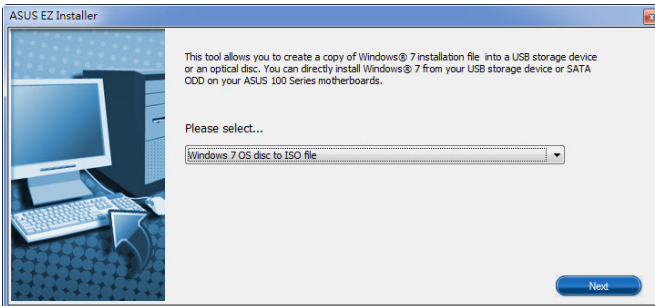 ASUS EZ Installer
This tool allows you to create a copy of Windows® 7 installation file into a USB storage device
or an optical disc. You can directly install Windows® 7 from your USB storage device or SATA
ODD on your ASUS 100 Series motherboards.
Please select...
Windows 7 OS disc to ISO file
Next